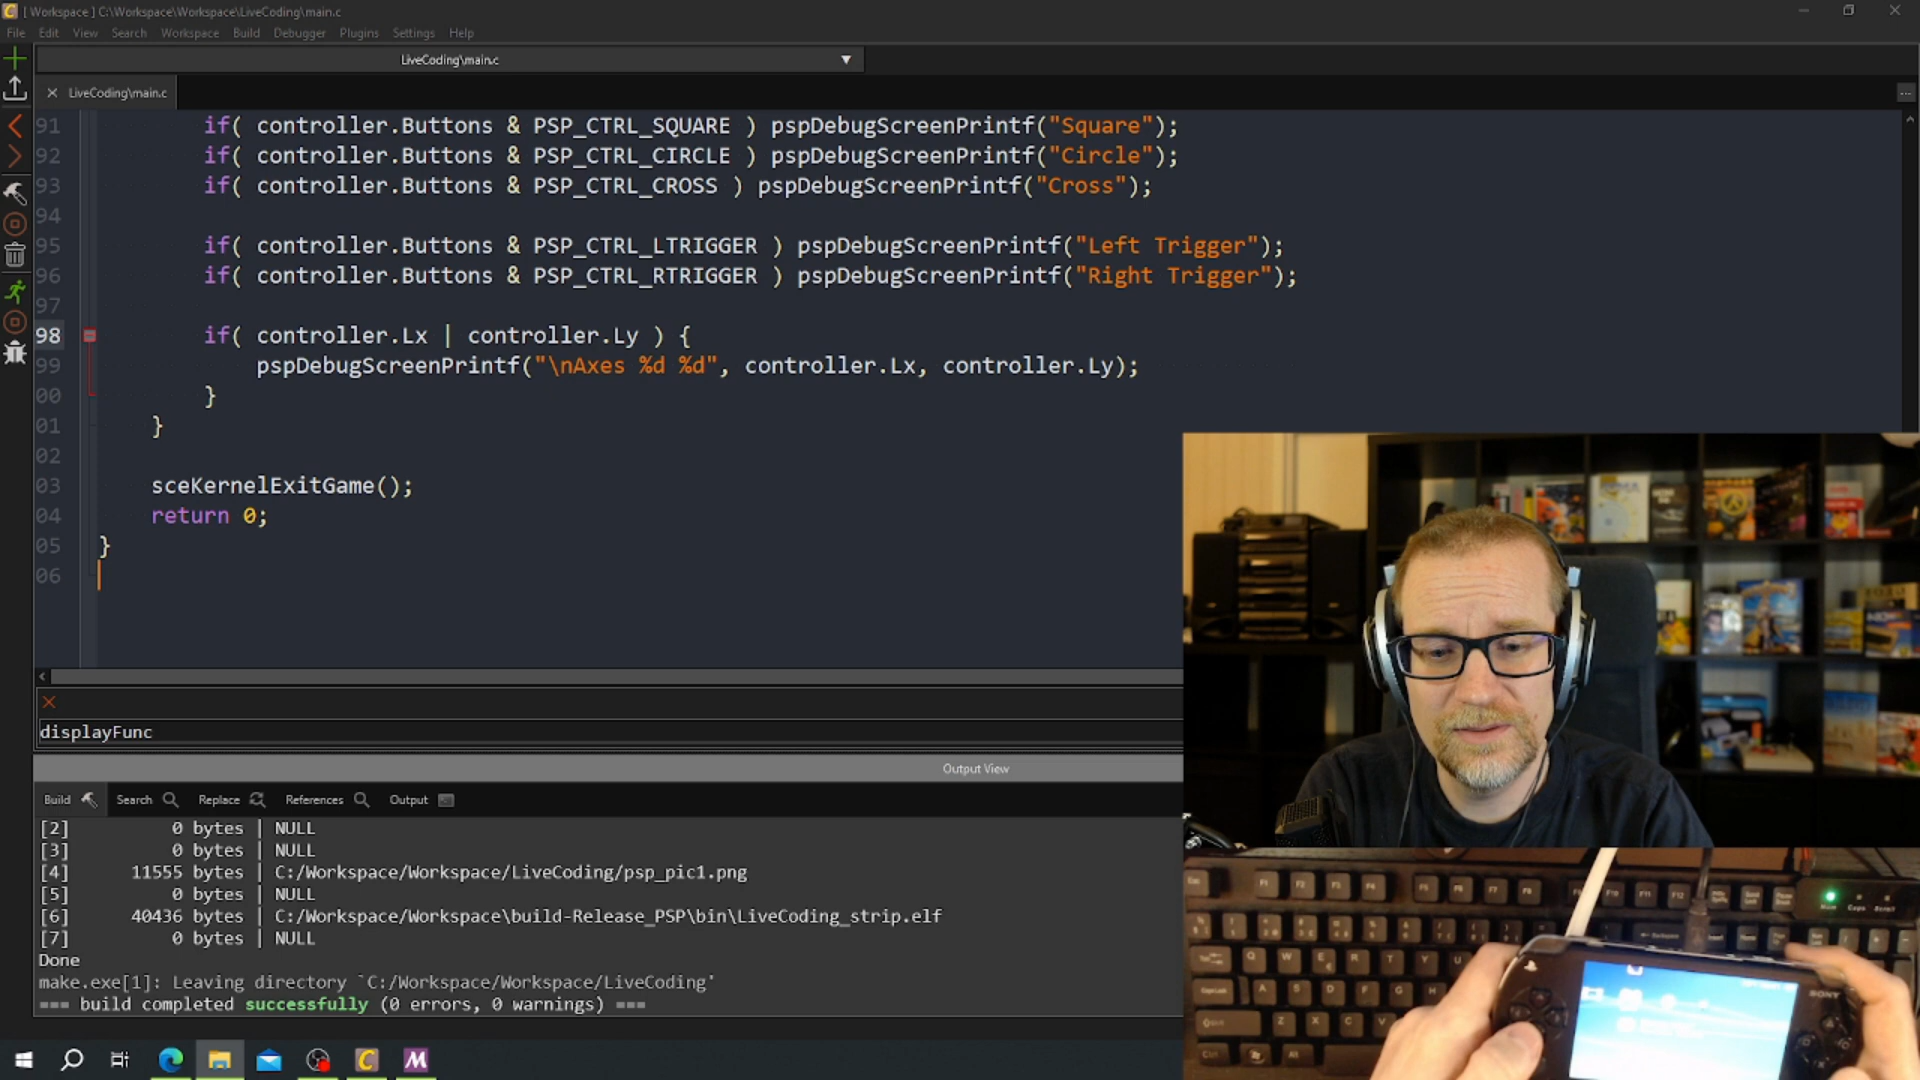 [ Workspace ] C:\Workspace\Workspace\LiveCoding\main.c
File Edit View Search Workspace Build Debugger Plugins Settings Help
LiveCoding\main.c
LiveCoding\main.c
91 if( controller.Buttons & PSP_CTRL_SQUARE ) pspDebugScreenPrintf("Square");
92 if( controller.Buttons & PSP_CTRL_CIRCLE ) pspDebugScreenPrintf("Circle");
93 if( controller.Buttons & PSP_CTRL_CROSS ) pspDebugScreenPrintf("Cross");
94
95 if( controller.Buttons & PSP_CTRL_LTRIGGER ) pspDebugScreenPrintf("Left Trigger");
96 if( controller.Buttons & PSP_CTRL_RTRIGGER ) pspDebugScreenPrintf("Right Trigger");
97
98 if( controller.Lx | controller.Ly ) {
99 pspDebugScreenPrintf("\nAxes %d %d", controller.Lx, controller.Ly);
00 }
01 }
02
03 sceKernelExitGame();
04 return 0;
05 }
06
displayFunc
Output View
Build Search Replace References Output
[2] 0 bytes | NULL
[3] 0 bytes | NULL
[4] 11555 bytes | C:/Workspace/Workspace/LiveCoding/psp_pic1.png
[5] 0 bytes | NULL
[6] 40436 bytes | C:/Workspace/Workspace\build-Release_PSP\bin\LiveCoding_strip.elf
[7] 0 bytes | NULL
Done
make.exe[1]: Leaving directory `C:/Workspace/Workspace/LiveCoding'
=== build completed successfully (0 errors, 0 warnings) ===
SONY